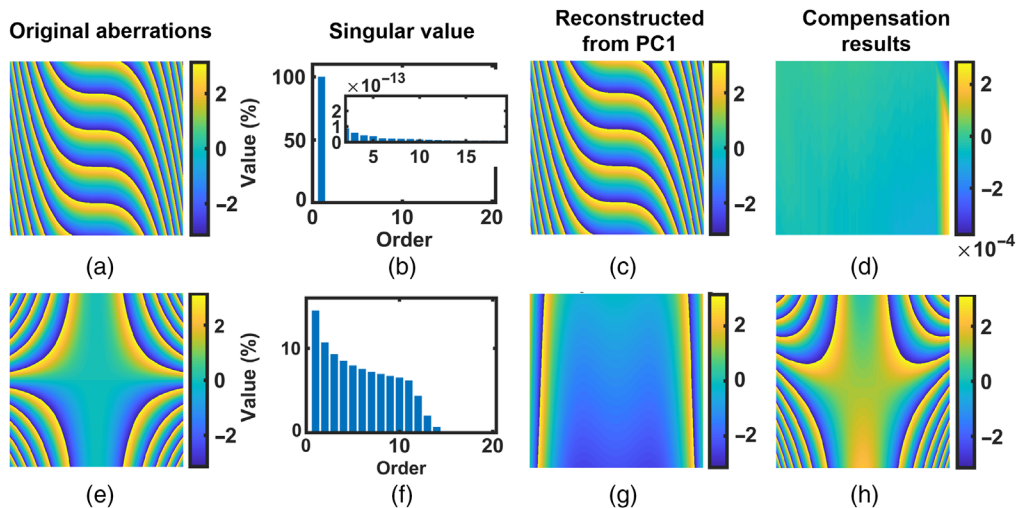 Original aberrations
Singular value
Reconstructed
from PC1
Compensation
results
2
0
−2
Value (%)
100
50
0
×10⁻¹³
2
1
0
5 10 15
0 10 20
Order
2
0
−2
2
0
−2
×10⁻⁴
(a)
(b)
(c)
(d)
2
0
−2
Value (%)
10
0
0 10 20
Order
2
0
−2
2
0
−2
(e)
(f)
(g)
(h)